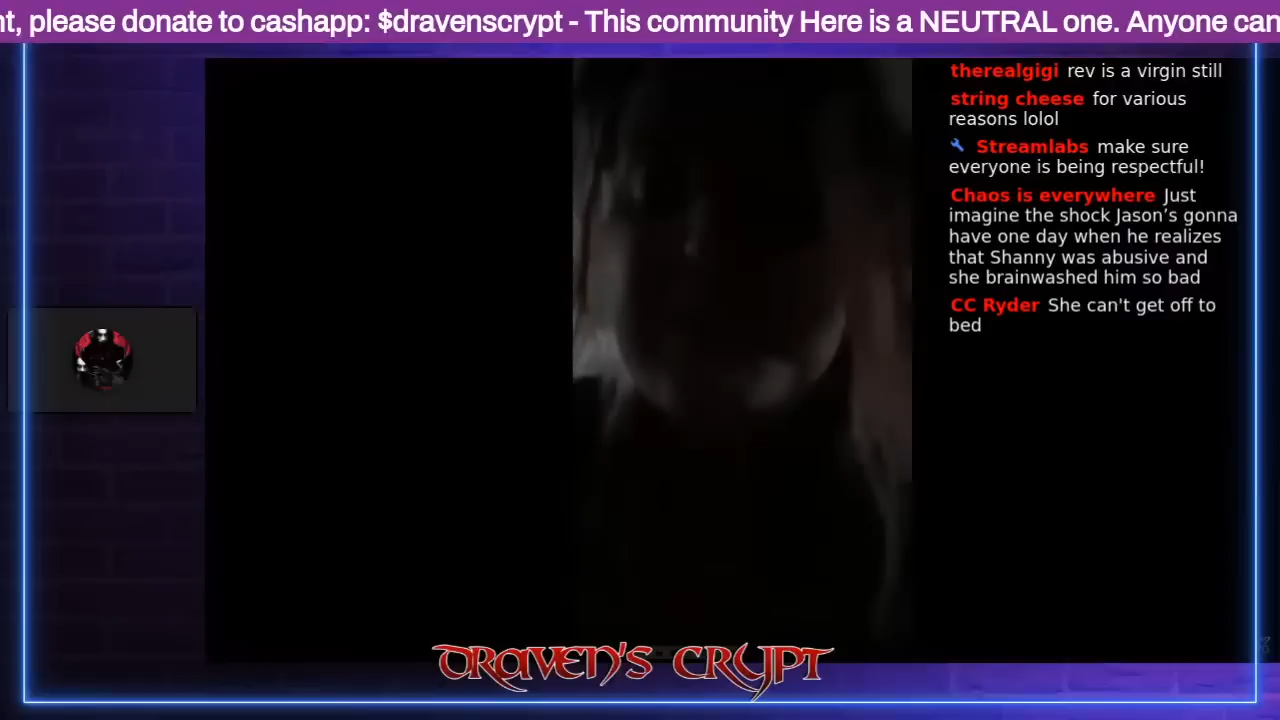 nt, please donate to cashapp: $dravenscrypt - This community Here is a NEUTRAL one. Anyone can
therealgigi rev is a virgin still
string cheese for various
reasons lolol
Streamlabs make sure
everyone is being respectful!
Chaos is everywhere Just
imagine the shock Jason’s gonna
have one day when he realizes
that Shanny was abusive and
she brainwashed him so bad
CC Ryder She can't get off to
bed
DRAVEN'S CRYPT